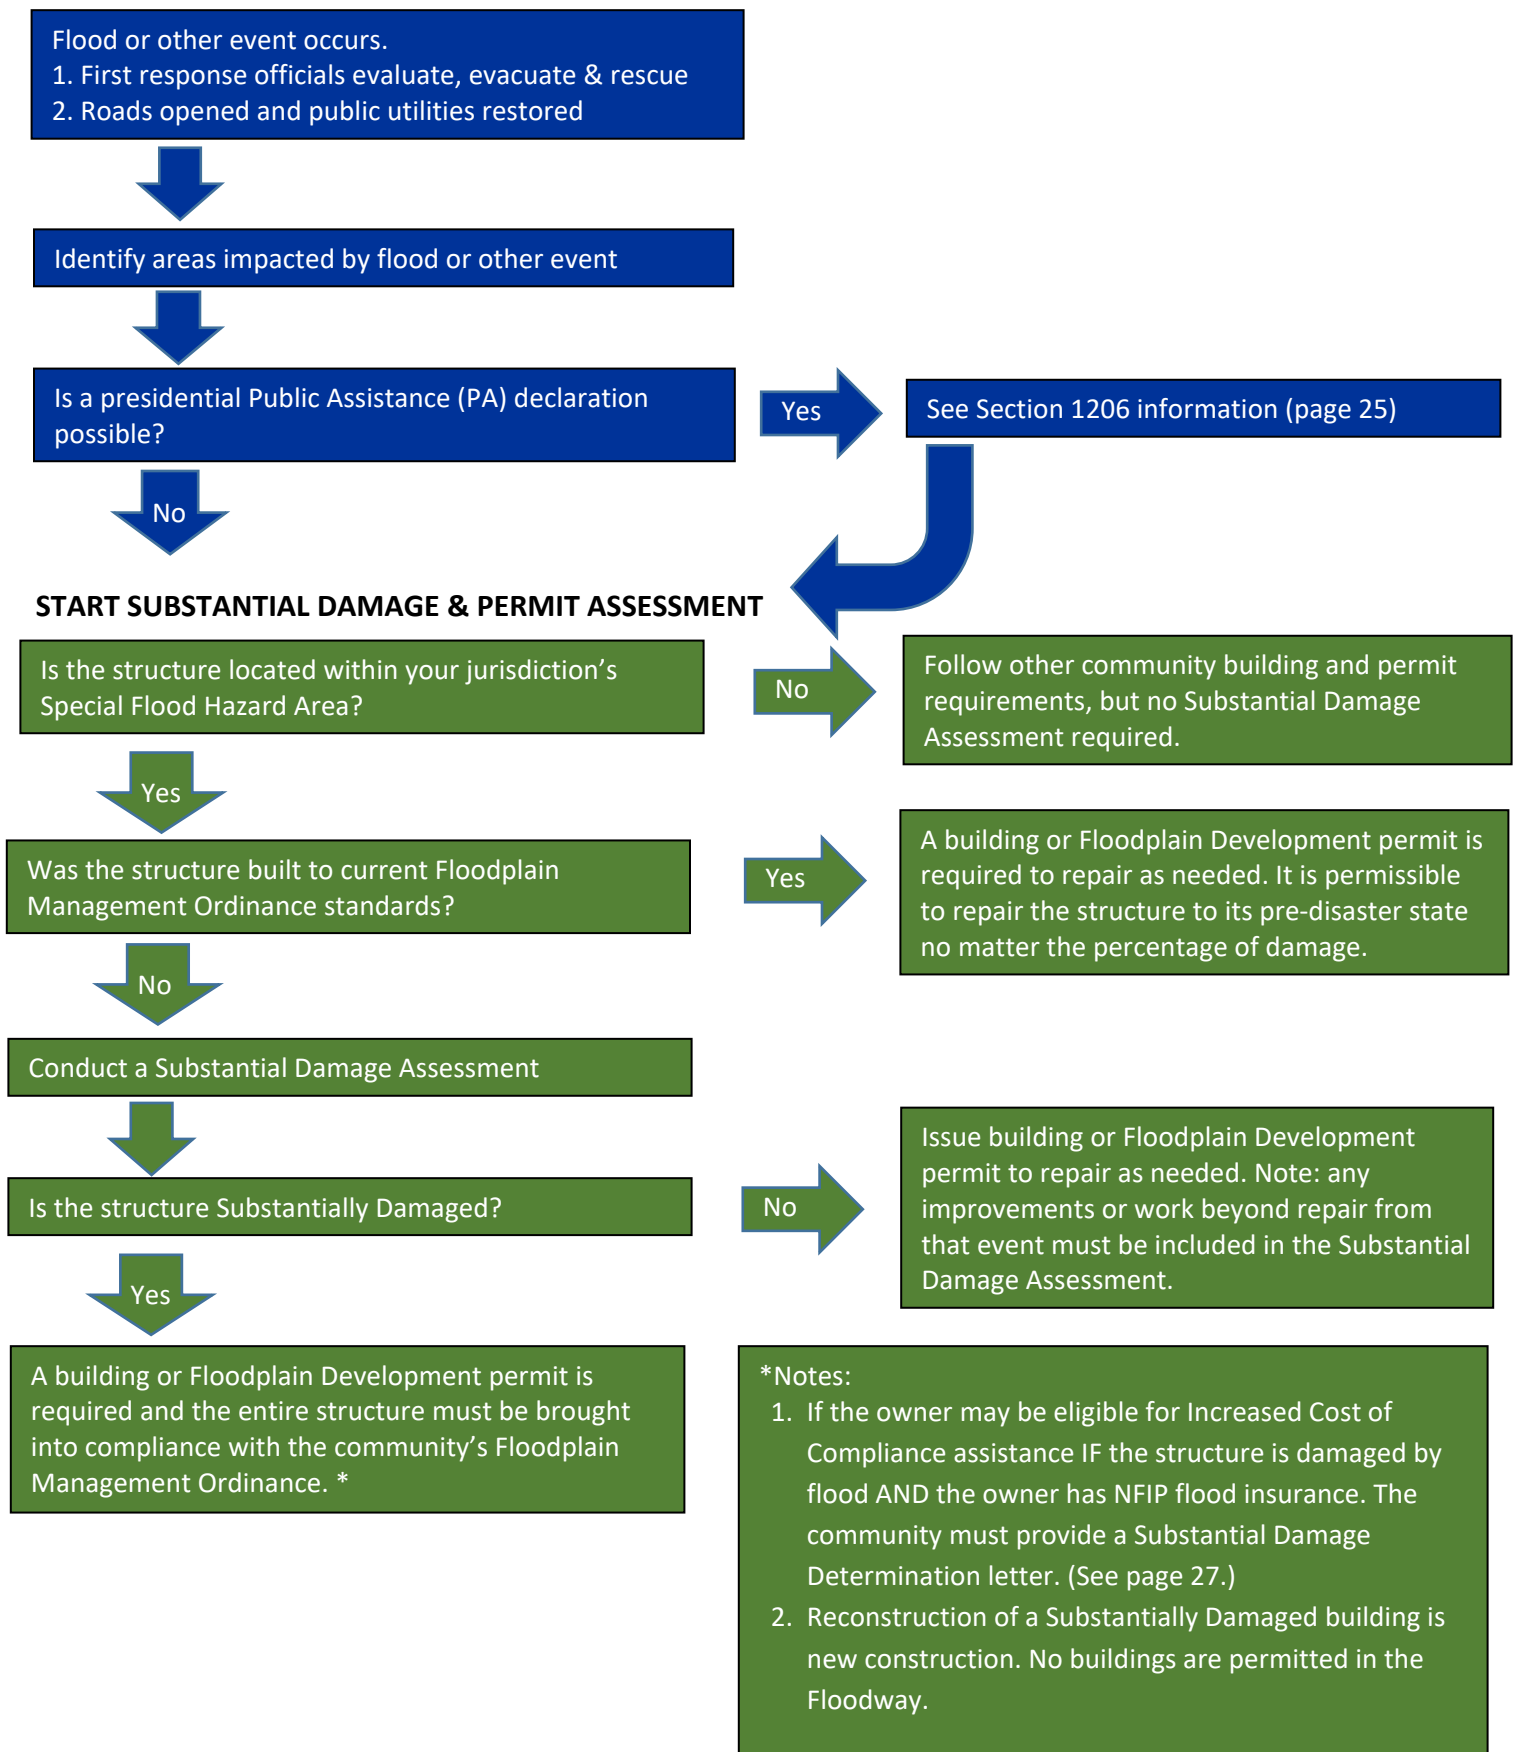 Flood or other event occurs.
1. First response officials evaluate, evacuate & rescue
2. Roads opened and public utilities restored
Identify areas impacted by flood or other event
Is a presidential Public Assistance (PA) declaration
possible?
Yes
See Section 1206 information (page 25)
No
START SUBSTANTIAL DAMAGE & PERMIT ASSESSMENT
Is the structure located within your jurisdiction’s
Special Flood Hazard Area?
No
Follow other community building and permit
requirements, but no Substantial Damage
Assessment required.
Yes
Was the structure built to current Floodplain
Management Ordinance standards?
Yes
A building or Floodplain Development permit is
required to repair as needed. It is permissible
to repair the structure to its pre-disaster state
no matter the percentage of damage.
No
Conduct a Substantial Damage Assessment
Is the structure Substantially Damaged?
No
Issue building or Floodplain Development
permit to repair as needed. Note: any
improvements or work beyond repair from
that event must be included in the Substantial
Damage Assessment.
Yes
A building or Floodplain Development permit is
required and the entire structure must be brought
into compliance with the community’s Floodplain
Management Ordinance. *
*Notes:
1. If the owner may be eligible for Increased Cost of
Compliance assistance IF the structure is damaged by
flood AND the owner has NFIP flood insurance. The
community must provide a Substantial Damage
Determination letter. (See page 27.)
2. Reconstruction of a Substantially Damaged building is
new construction. No buildings are permitted in the
Floodway.